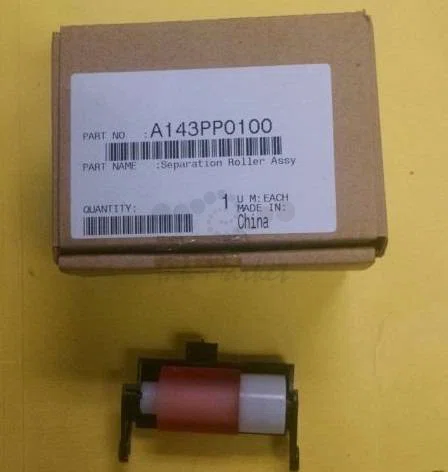 PART NO : A143PP0100
PART NAME :Separation Roller Assy
QUANTITY: 1 U M:EACH
MADE IN:
China